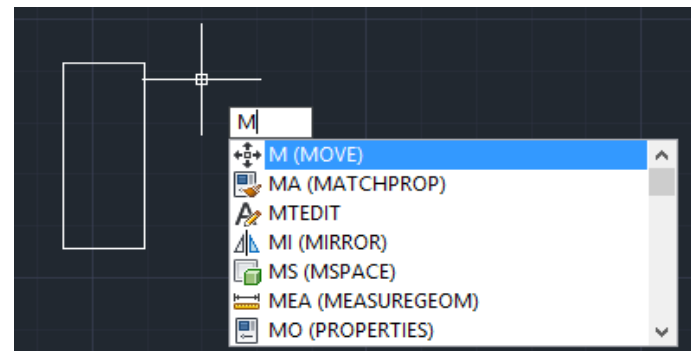 M
M (MOVE)
MA (MATCHPROP)
MTEDIT
MI (MIRROR)
MS (MSPACE)
MEA (MEASUREGEOM)
MO (PROPERTIES)